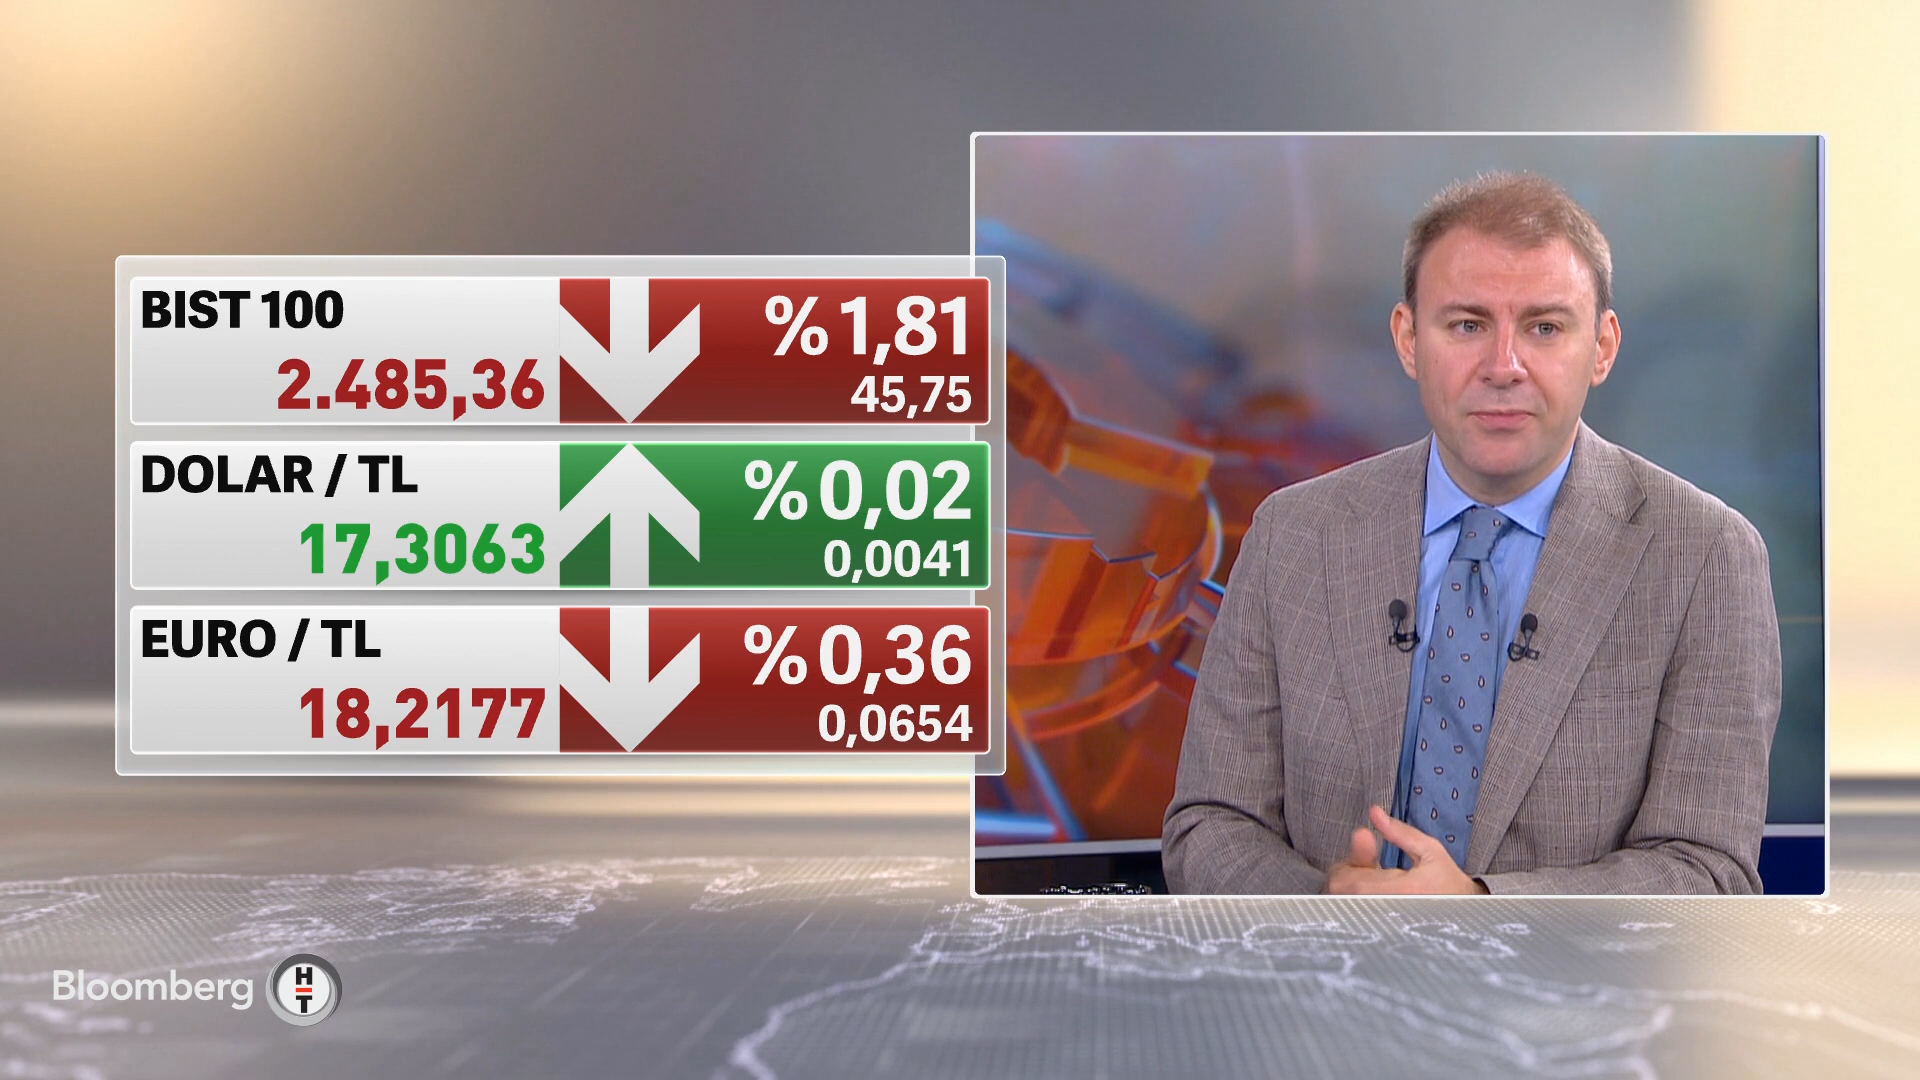 BIST 100
2.485,36
%1,81
45,75
DOLAR / TL
17,3063
%0,02
0,0041
EURO / TL
18,2177
%0,36
0,0654
Bloomberg HT